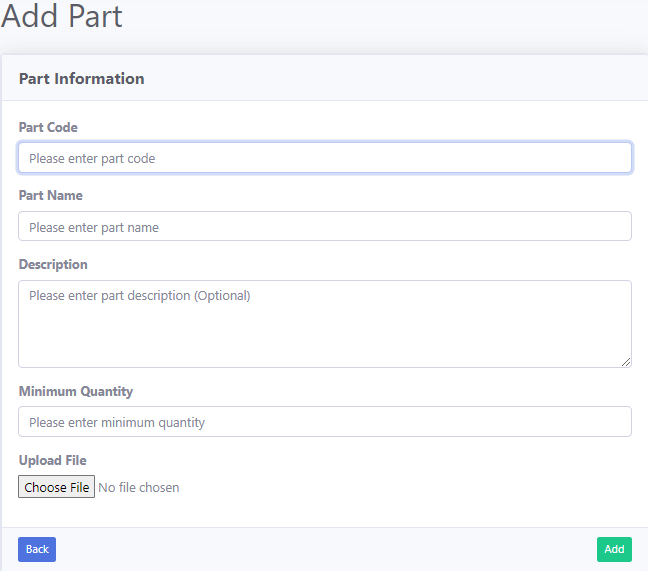 Add Part
Part Information
Part Code
Please enter part code
Part Name
Please enter part name
Description
Please enter part description (Optional)
Minimum Quantity
Please enter minimum quantity
Upload File
Choose File No file chosen
Back Add